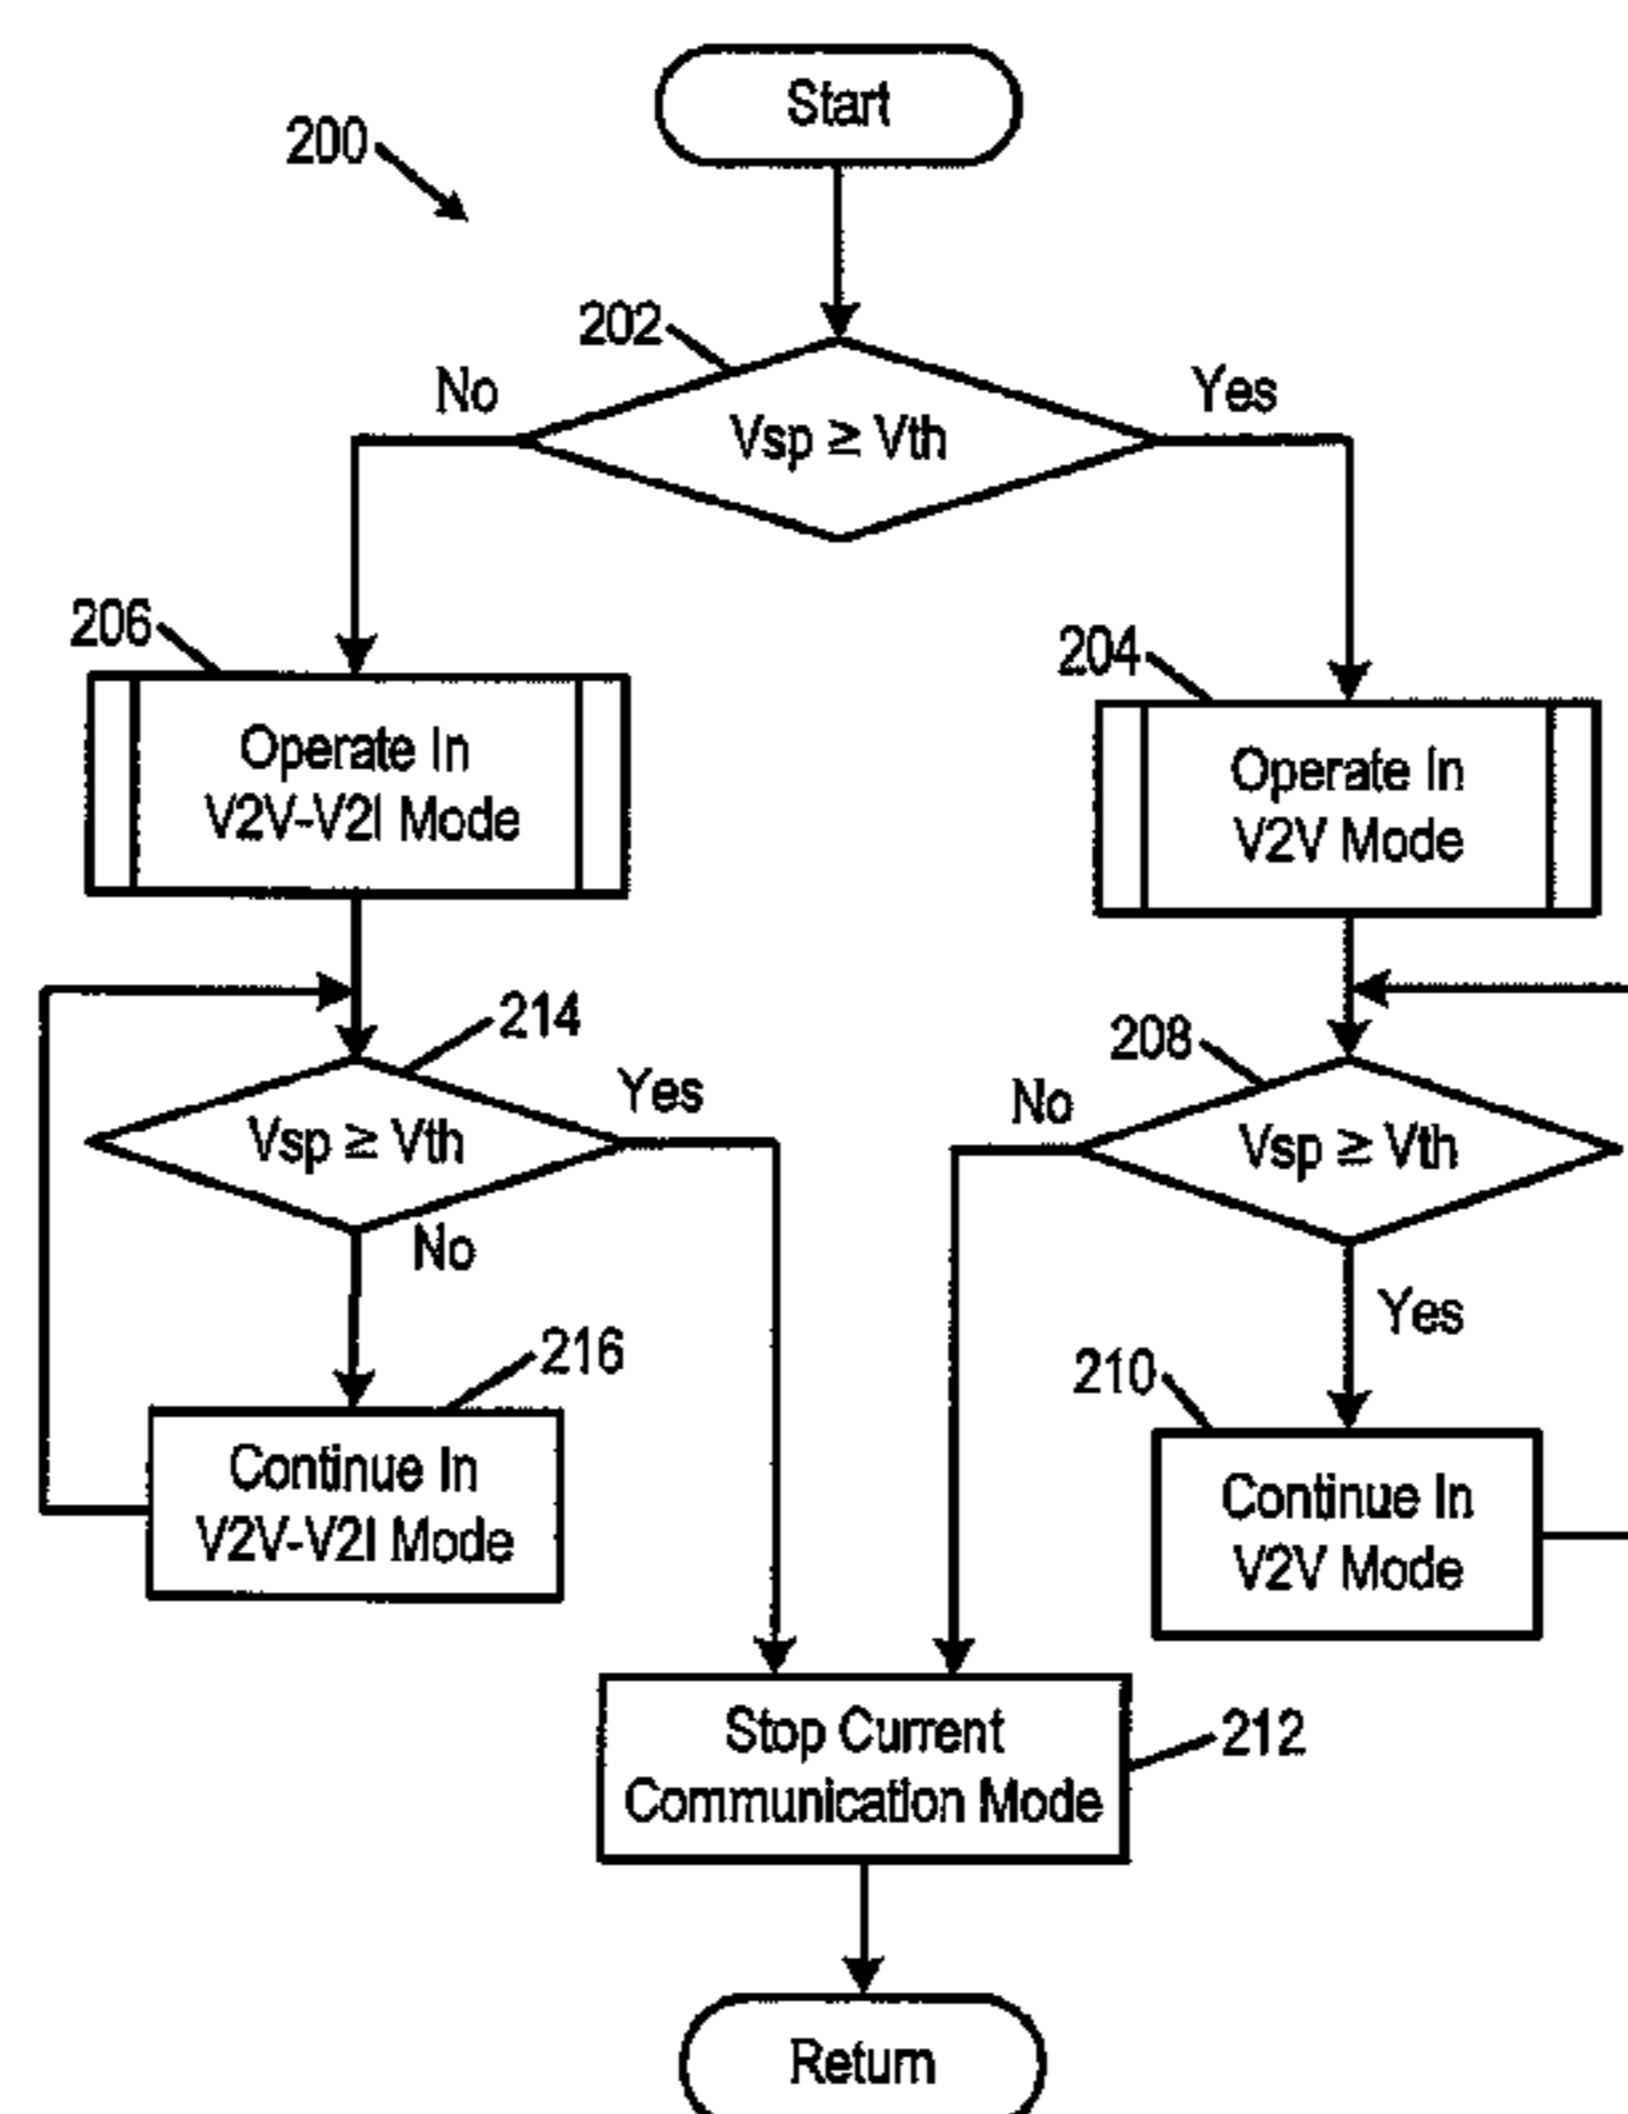 Start
200
202
No
Yes
Vsp ≥ Vth
206
204
Operate In
V2V-V2I Mode
Operate In
V2V Mode
214
208
Yes
No
Vsp ≥ Vth
Vsp ≥ Vth
No
Yes
216
210
Continue In
V2V-V2I Mode
Continue In
V2V Mode
Stop Current
Communication Mode
212
Return